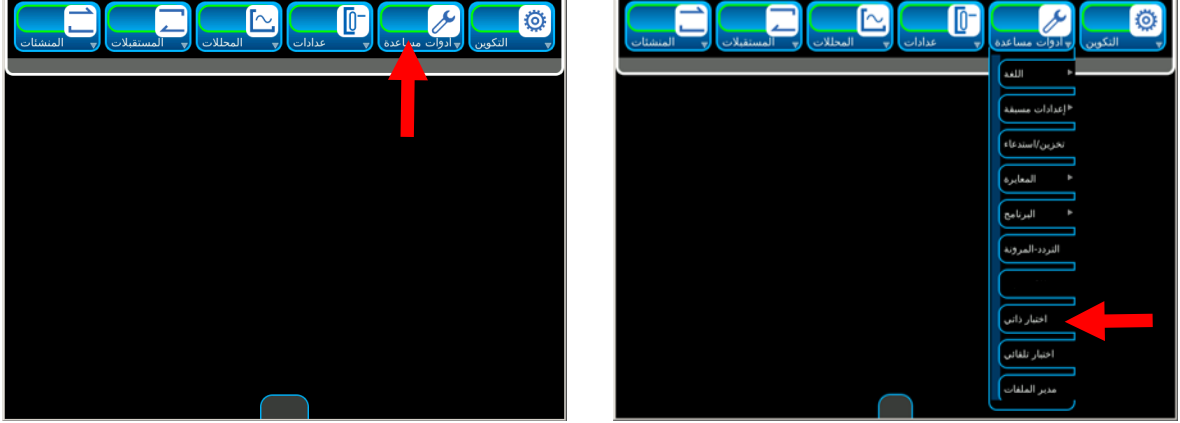 المنشئات
المستقبلات
المحللات
عدادات
أدوات مساعدة
التكوين
المنشئات
المستقبلات
المحللات
عدادات
أدوات مساعدة
التكوين
اللغة
إعدادات مسبقة
تخزين/استدعاء
المعايرة
البرنامج
التردد-المرونة
اختبار ذاتي
اختبار تلقائي
مدير الملفات